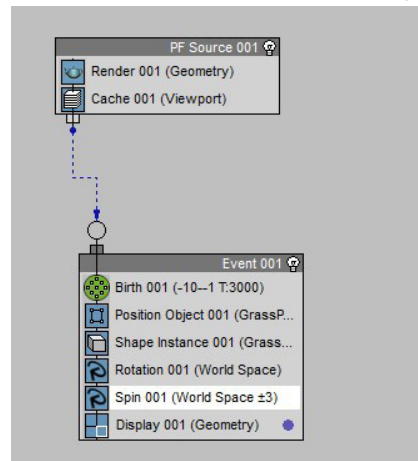 PF Source 001
Render 001 (Geometry)
Cache 001 (Viewport)
Event 001
Birth 001 (-10--1 T:3000)
Position Object 001 (GrassP...
Shape Instance 001 (Grass...
Rotation 001 (World Space)
Spin 001 (World Space ±3)
Display 001 (Geometry)